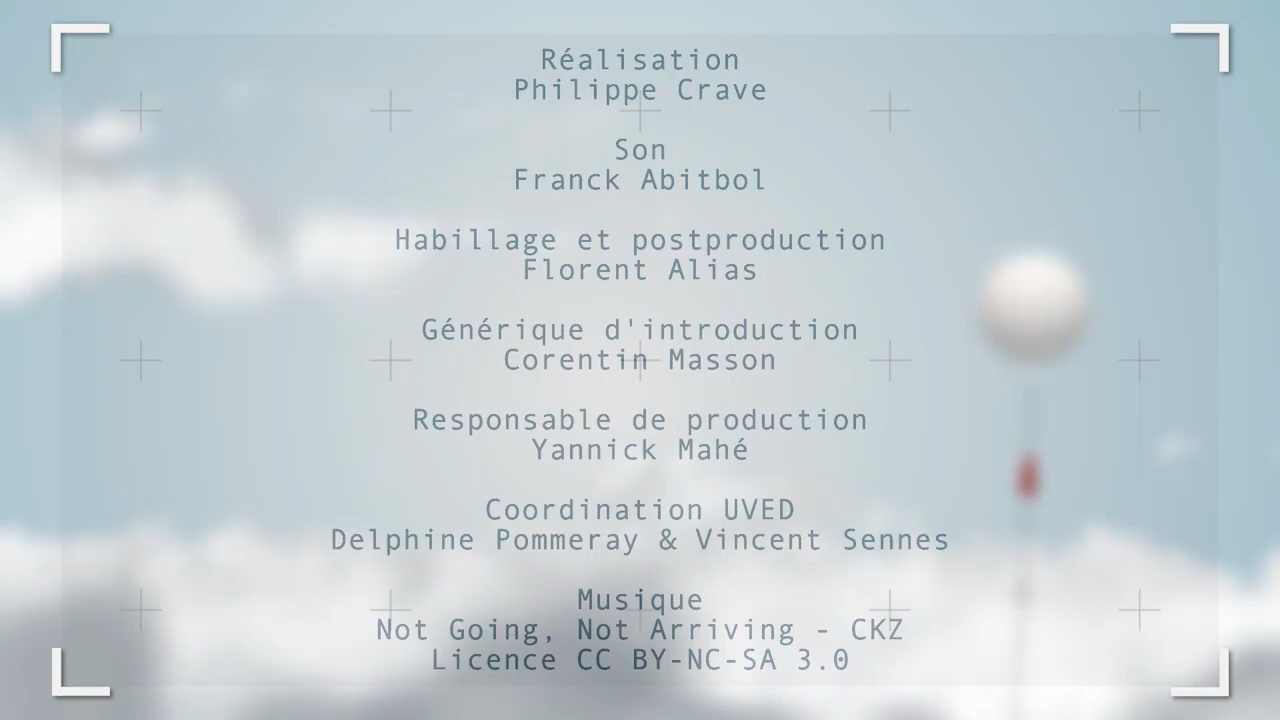 Réalisation
Philippe Crave
Son
Franck Abitbol
Habillage et postproduction
Florent Alias
Générique d'introduction
Corentin Masson
Responsable de production
Yannick Mahé
Coordination UVED
Delphine Pommeray & Vincent Sennes
Musique
Not Going, Not Arriving - CKZ
Licence CC BY-NC-SA 3.0